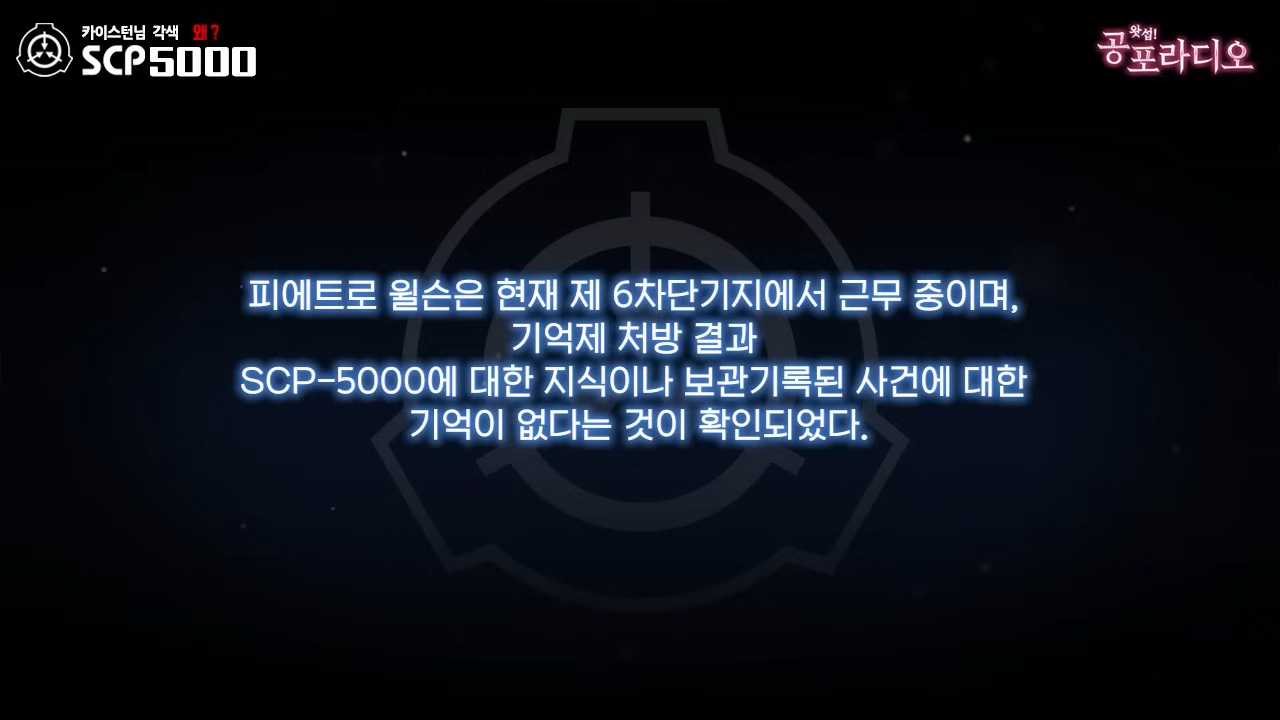 카이스턴님 각색 왜?
SCP 5000
왓섭!
공포라디오
피에트로 윌슨은 현재 제 6차단기지에서 근무 중이며,
기억제 처방 결과
SCP-5000에 대한 지식이나 보관기록된 사건에 대한
기억이 없다는 것이 확인되었다.